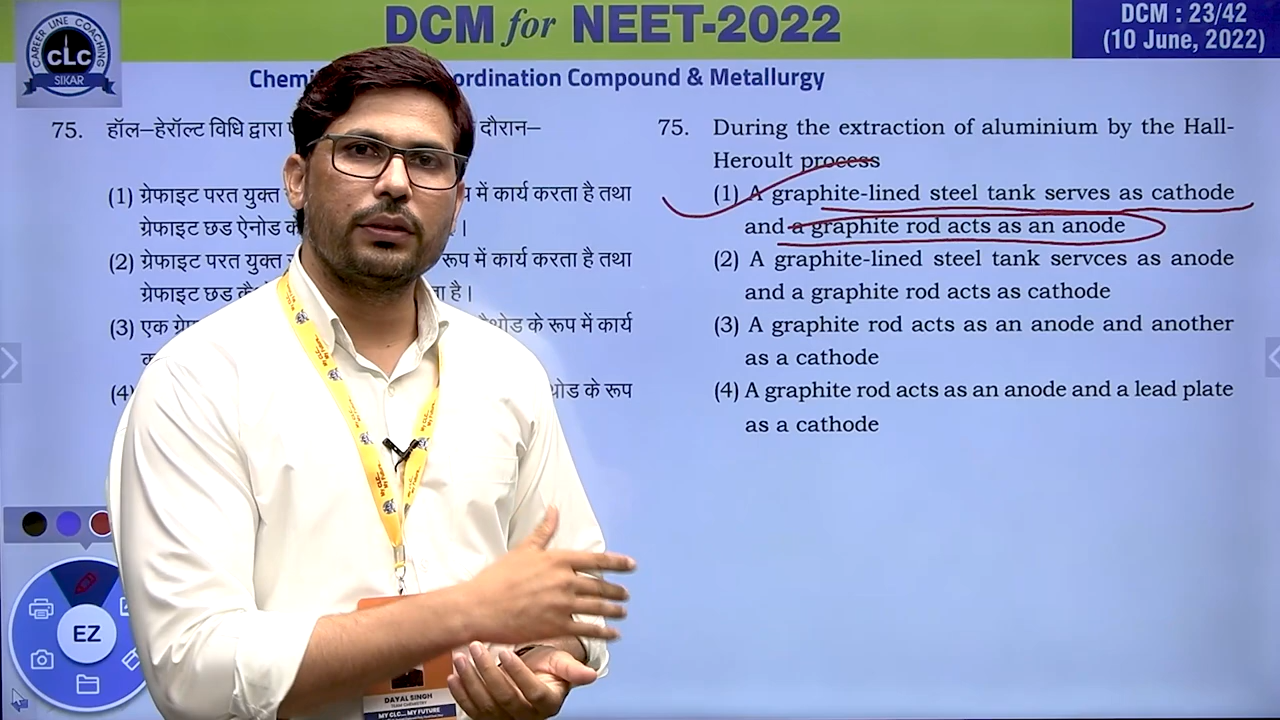 DCM for NEET-2022
DCM : 23/42
(10 June, 2022)
CAREER LINE COACHING
CLC
SIKAR
ordination Compound & Metallurgy
75. हॉल–हेरॉल्ट विधि द्वारा
दौरान–
(1) ग्रेफाइट परत युक्त
में कार्य करता है तथा
ग्रेफाइट छड ऐनोड
(2) ग्रेफाइट परत युक्त
रूप में कार्य करता है तथा
ग्रेफाइट छड
है।
(3) एक
के रूप में कार्य
(4)
के रूप
75. During the extraction of aluminium by the Hall-
Heroult process
(1) A graphite-lined steel tank serves as cathode
and a graphite rod acts as an anode
(2) A graphite-lined steel tank servces as anode
and a graphite rod acts as cathode
(3) A graphite rod acts as an anode and another
as a cathode
(4) A graphite rod acts as an anode and a lead plate
as a cathode
EZ
DAYAL SINGH
TEAM CHEMISTRY
MY CLC...MY FUTURE